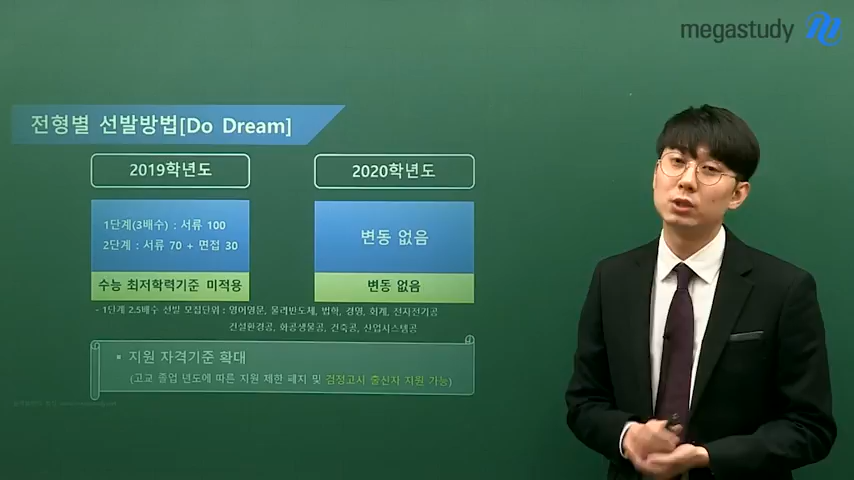 megastudy
전형별 선발방법[Do Dream]
2019학년도
2020학년도
1단계(3배수) : 서류 100
2단계 : 서류 70 + 면접 30
수능 최저학력기준 미적용
변동 없음
변동 없음
- 1단계 2.5배수 선발 모집단위 : 영어영문, 물리반도체, 법학, 경영, 회계, 전자전기공
건설환경공, 화공생물공, 건축공, 산업시스템공
▪ 지원 자격기준 확대
(고교 졸업 년도에 따른 지원 제한 폐지 및 검정고시 출신자 지원 가능)